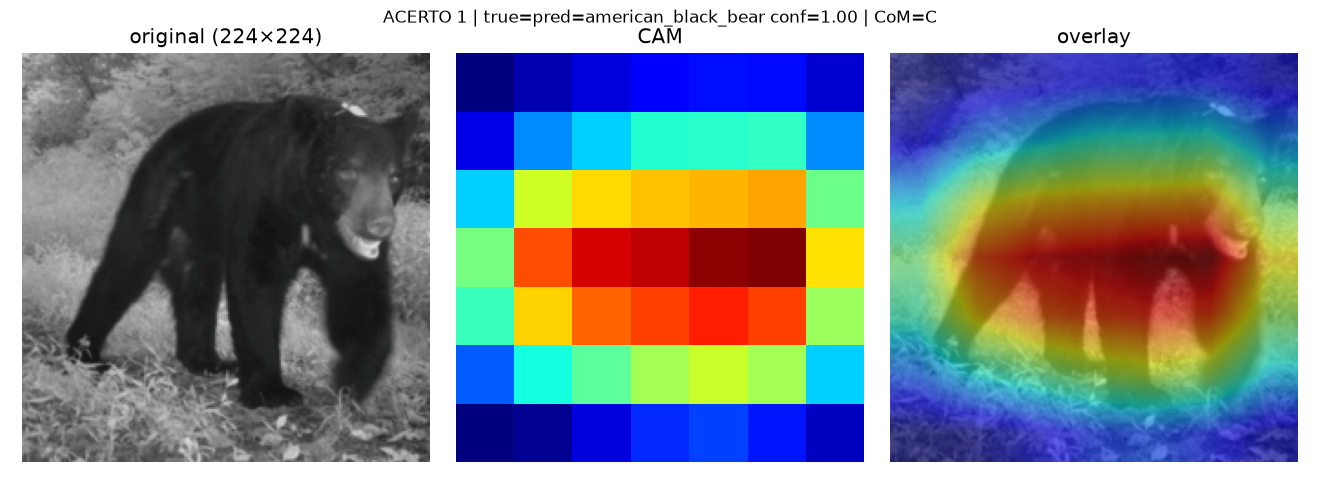 ACERTO 1 | true=pred=american_black_bear conf=1.00 | CoM=C
original (224×224)
CAM
overlay